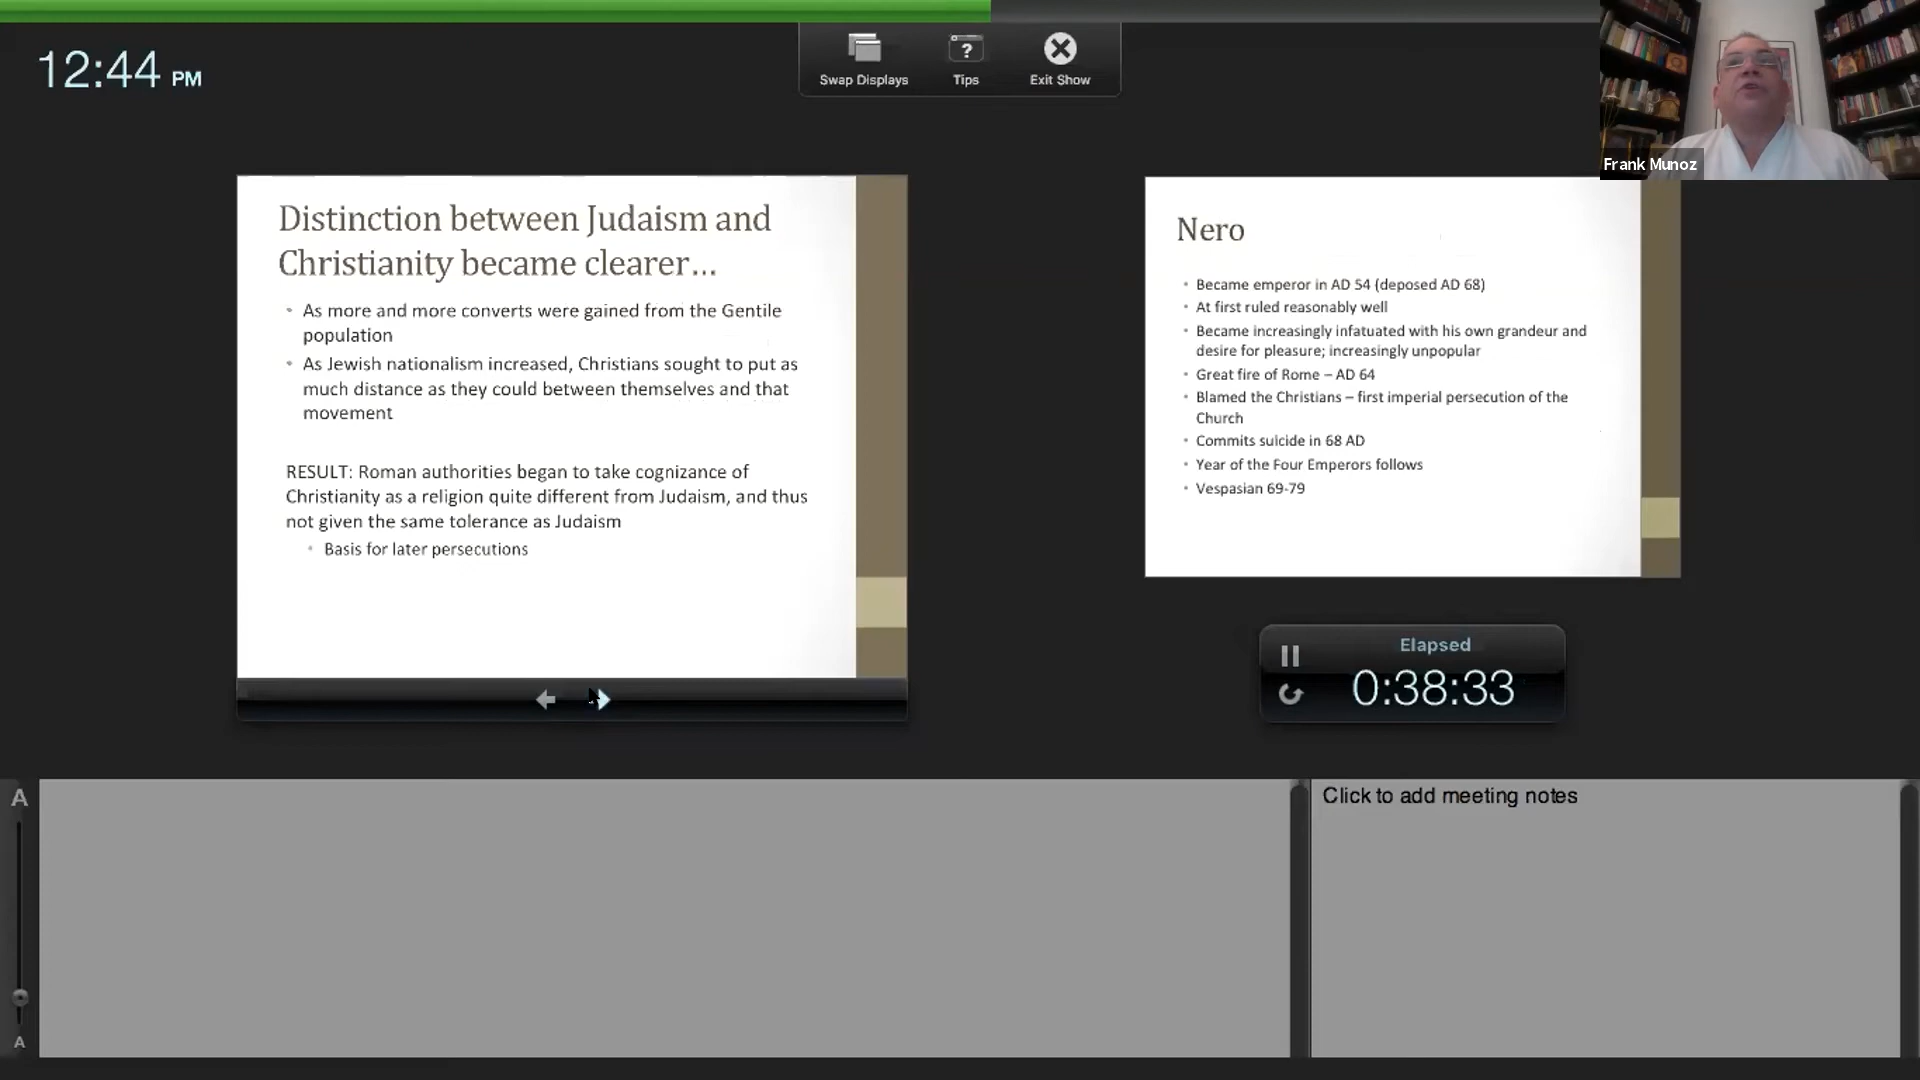 12:44 PM
Swap Displays
Tips
Exit Show
Frank Munoz
Distinction between Judaism and
Christianity became clearer...
• As more and more converts were gained from the Gentile
population
• As Jewish nationalism increased, Christians sought to put as
much distance as they could between themselves and that
movement
RESULT: Roman authorities began to take cognizance of
Christianity as a religion quite different from Judaism, and thus
not given the same tolerance as Judaism
• Basis for later persecutions
Nero
• Became emperor in AD 54 (deposed AD 68)
• At first ruled reasonably well
• Became increasingly infatuated with his own grandeur and
desire for pleasure; increasingly unpopular
• Great fire of Rome – AD 64
• Blamed the Christians – first imperial persecution of the
Church
• Commits suicide in 68 AD
• Year of the Four Emperors follows
• Vespasian 69-79
Elapsed
0:38:33
A
A
Click to add meeting notes